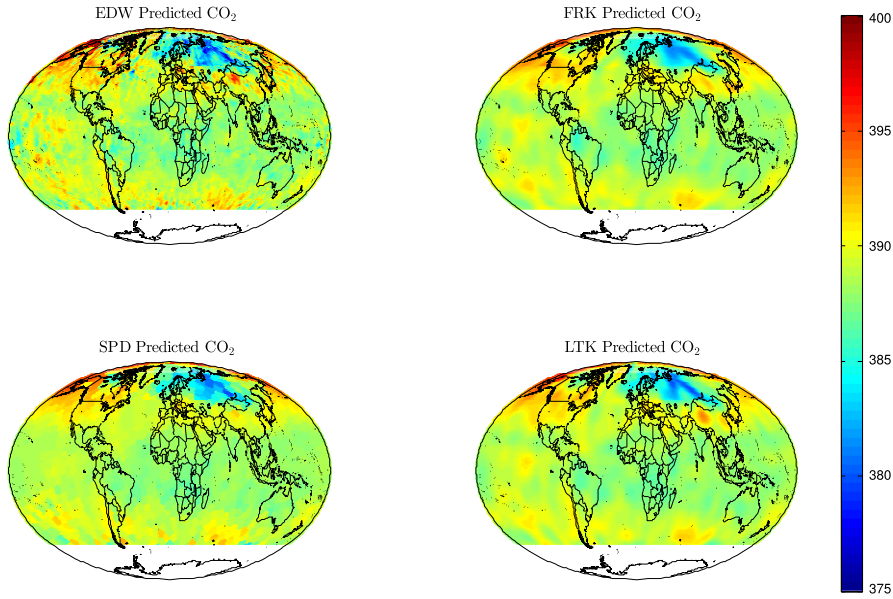 EDW Predicted CO₂
FRK Predicted CO₂
400
395
390
385
380
375
SPD Predicted CO₂
LTK Predicted CO₂